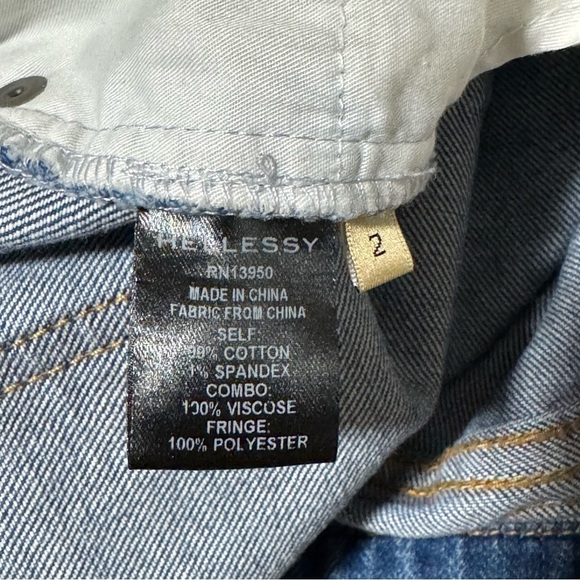 HELLESSY
RN13950
MADE IN CHINA
FABRIC FROM CHINA
SELF:
99% COTTON
1% SPANDEX
COMBO:
100% VISCOSE
FRINGE:
100% POLYESTER
2